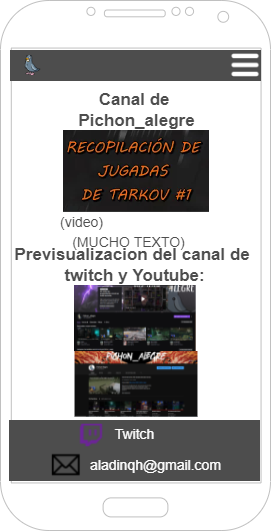 Canal de
Pichon_alegre
RECOPILACIÓN DE
JUGADAS
DE TARKOV #1
(video)
(MUCHO TEXTO)
Previsualizacion del canal de
twitch y Youtube:
ALEGRE
PICHON_ALEGRE
Twitch
aladinqh@gmail.com